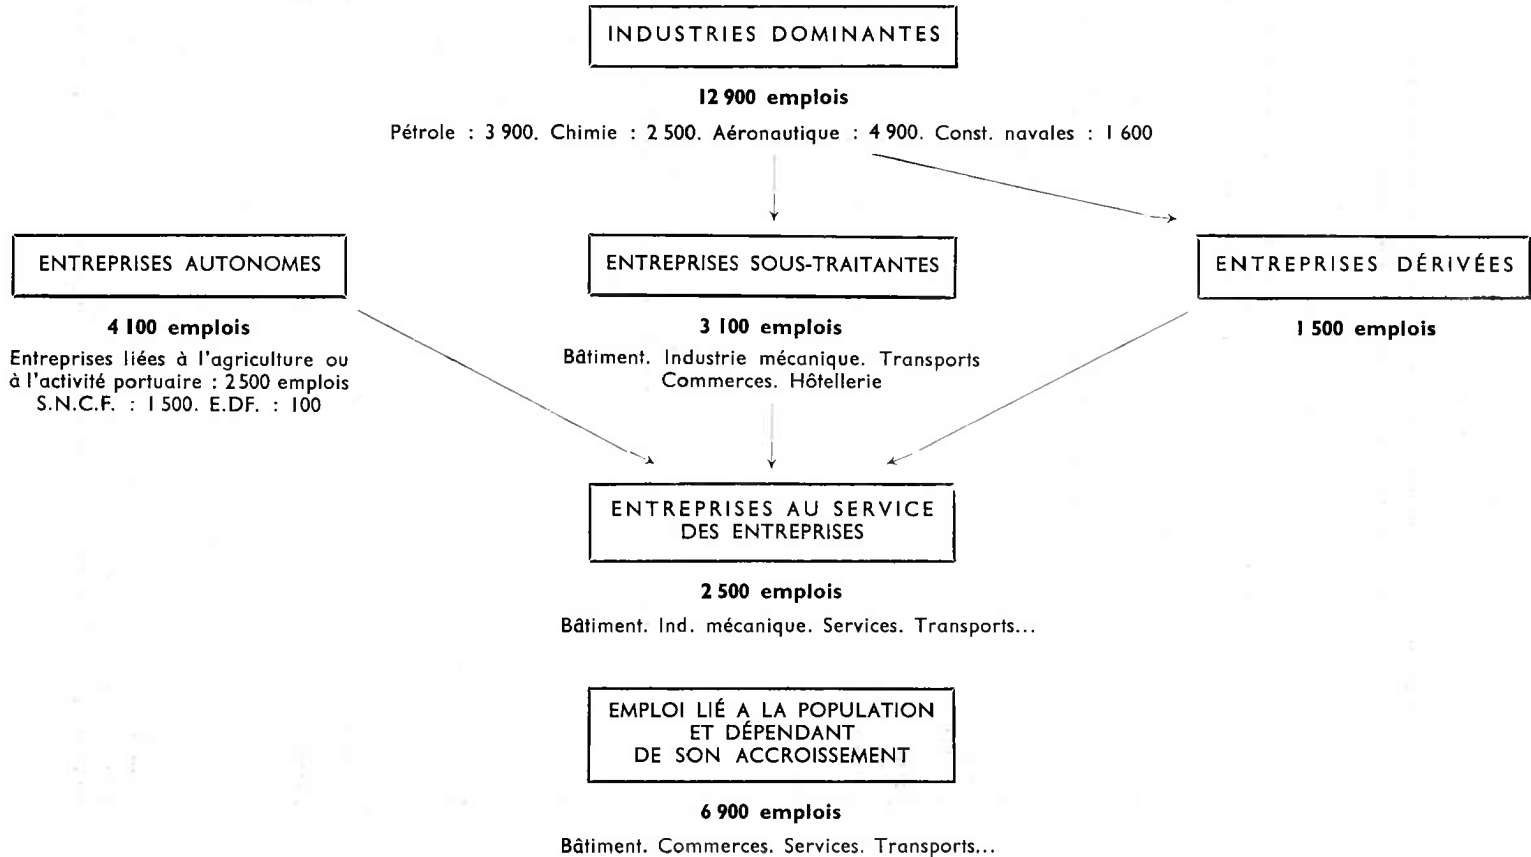 INDUSTRIES DOMINANTES
12 900 emplois
Pétrole : 3 900. Chimie : 2 500. Aéronautique : 4 900. Const. navales : 1 600
ENTREPRISES AUTONOMES
4 100 emplois
Entreprises liées à l'agriculture ou
à l'activité portuaire : 2 500 emplois
S.N.C.F. : 1 500. E.DF. : 100
ENTREPRISES SOUS-TRAITANTES
3 100 emplois
Bâtiment. Industrie mécanique. Transports
Commerces. Hôtellerie
ENTREPRISES DÉRIVÉES
1 500 emplois
ENTREPRISES AU SERVICE
DES ENTREPRISES
2 500 emplois
Bâtiment. Ind. mécanique. Services. Transports...
EMPLOI LIÉ A LA POPULATION
ET DÉPENDANT
DE SON ACCROISSEMENT
6 900 emplois
Bâtiment. Commerces. Services. Transports...